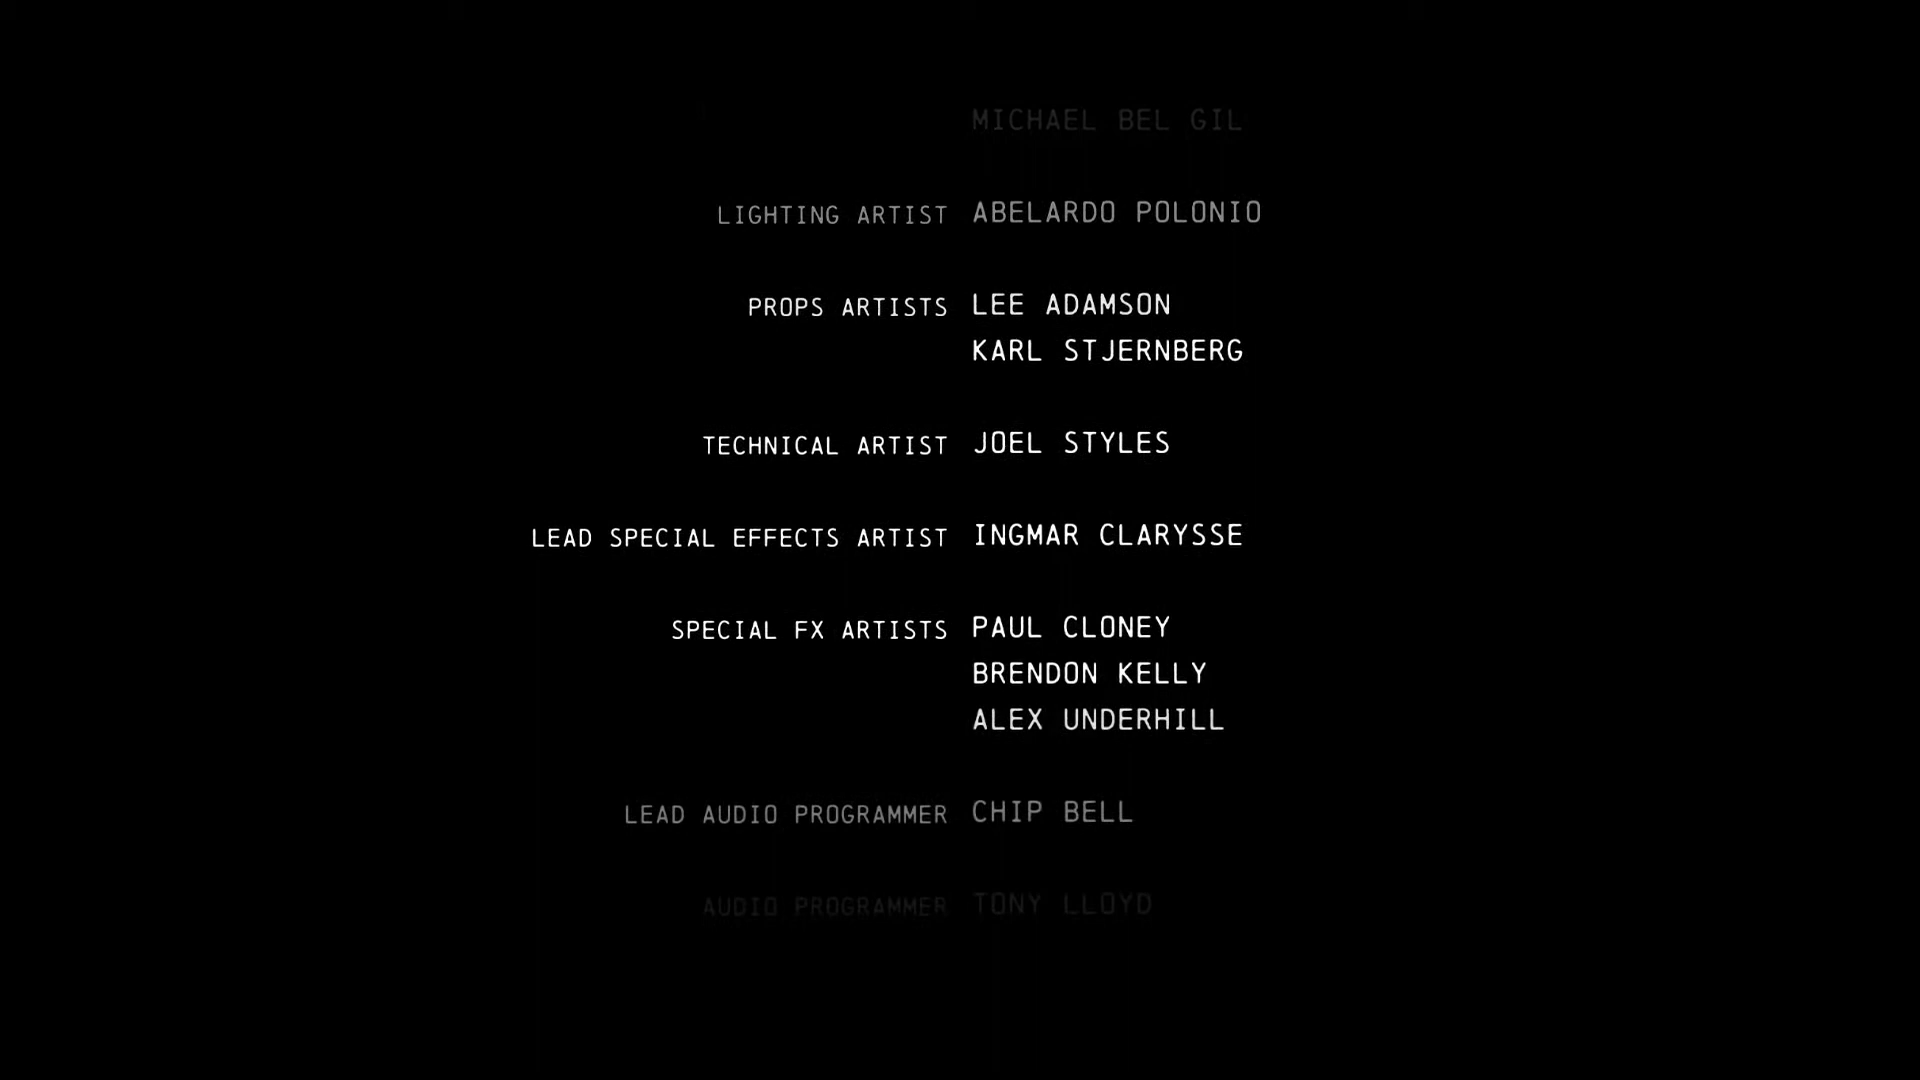 MICHAEL BEL GIL
LIGHTING ARTIST ABELARDO POLONIO
PROPS ARTISTS LEE ADAMSON
KARL STJERNBERG
TECHNICAL ARTIST JOEL STYLES
LEAD SPECIAL EFFECTS ARTIST INGMAR CLARYSSE
SPECIAL FX ARTISTS PAUL CLONEY
BRENDON KELLY
ALEX UNDERHILL
LEAD AUDIO PROGRAMMER CHIP BELL
AUDIO PROGRAMMER TONY LLOYD